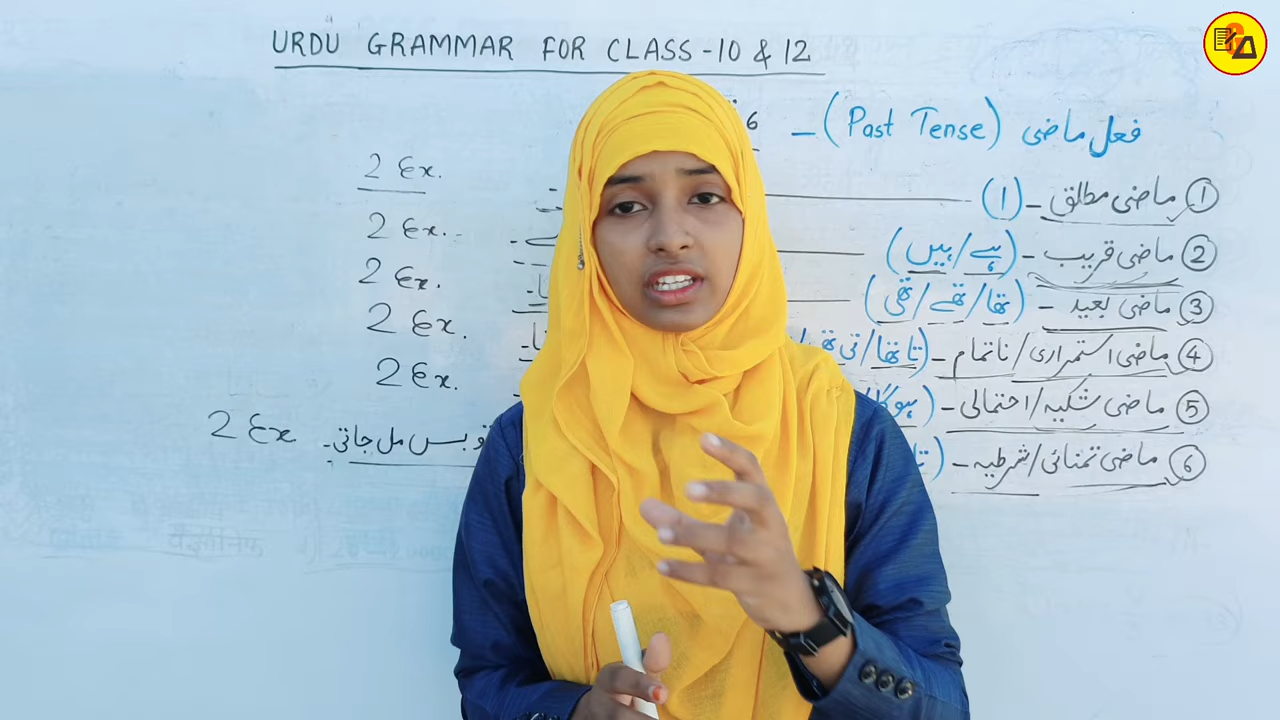 URDU GRAMMAR FOR CLASS -10 & 12
فعل ماضی (Past Tense) - 6
① ماضی مطلق - (ا) 2 Ex.
② ماضی قریب - (ہے/ہیں) 2 Ex.
③ ماضی بعید - (تھا/تھے/تھی) 2 Ex.
④ ماضی استمراری/ناتمام - (تا تھا/تی تھی 2 Ex.
⑤ ماضی شکیہ/احتمالی - (ہوگا/ 2 Ex.
⑥ ماضی تمنائی/شرطیہ - (تا تو بس مل جاتی - 2 Ex